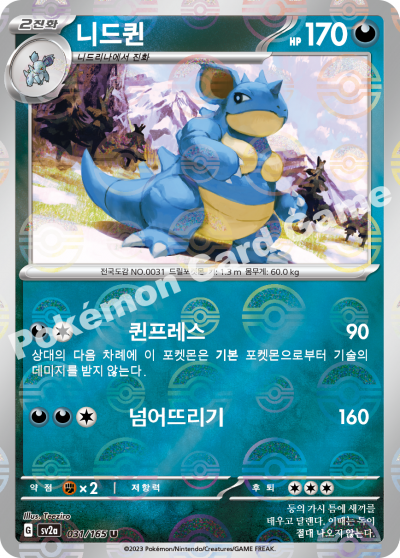 2진화
니드퀸
HP 170
니드리나에서 진화
전국도감 NO.0031 드릴포켓몬 키: 1.3 m 몸무게: 60.0 kg
Pokémon Card Game
퀸프레스 90
상대의 다음 차례에 이 포켓몬은 기본 포켓몬으로부터 기술의
데미지를 받지 않는다.
넘어뜨리기 160
약점 ×2 저항력 후퇴
Illus. Teeziro
G sv2a 031/165 U
등의 가시 틈에 새끼를
태우고 달랜다. 이때는 독이
절대 나오지 않는다.
©2023 Pokémon/Nintendo/Creatures/GAME FREAK.